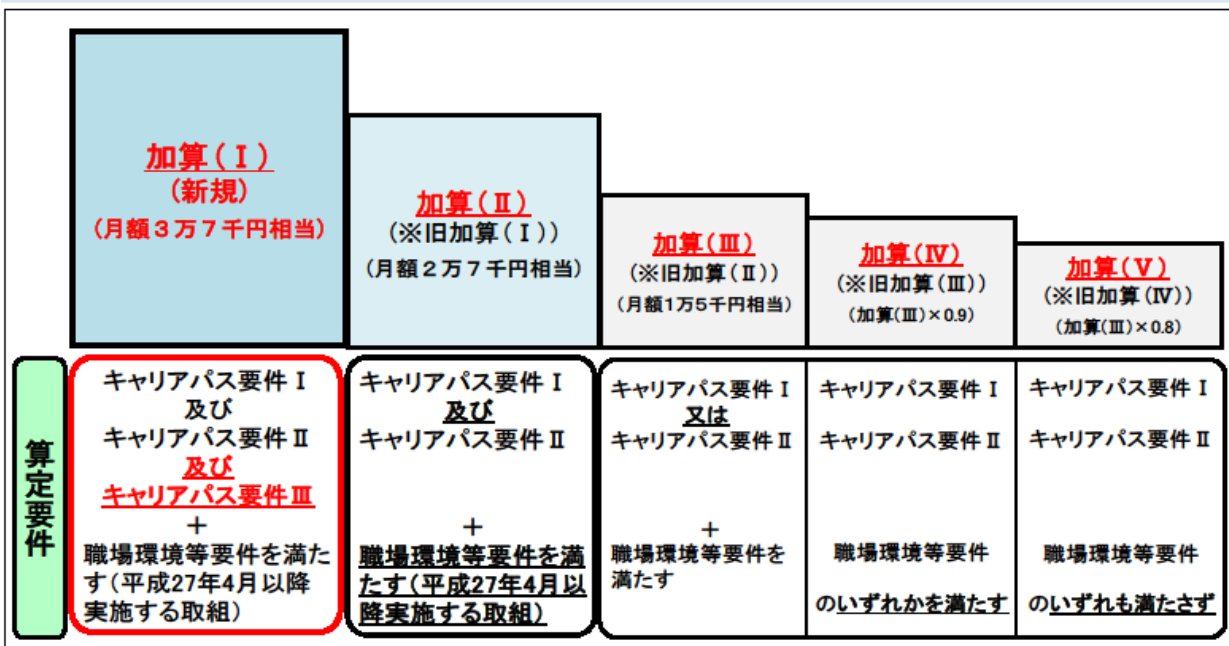 加算(Ⅰ)
(新規)
(月額3万7千円相当)
加算(Ⅱ)
(※旧加算(Ⅰ))
(月額2万7千円相当)
加算(Ⅲ)
(※旧加算(Ⅱ))
(月額1万5千円相当)
加算(Ⅳ)
(※旧加算(Ⅲ))
(加算(Ⅲ)×0.9)
加算(Ⅴ)
(※旧加算(Ⅳ))
(加算(Ⅲ)×0.8)
算定要件
キャリアパス要件Ⅰ
及び
キャリアパス要件Ⅱ
及び
キャリアパス要件Ⅲ
+
職場環境等要件を満た
す(平成27年4月以降
実施する取組)
キャリアパス要件Ⅰ
及び
キャリアパス要件Ⅱ
+
職場環境等要件を満
たす(平成27年4月以
降実施する取組)
キャリアパス要件Ⅰ
又は
キャリアパス要件Ⅱ
+
職場環境等要件を
満たす
キャリアパス要件Ⅰ
キャリアパス要件Ⅱ
職場環境等要件
のいずれかを満たす
キャリアパス要件Ⅰ
キャリアパス要件Ⅱ
職場環境等要件
のいずれも満たさず